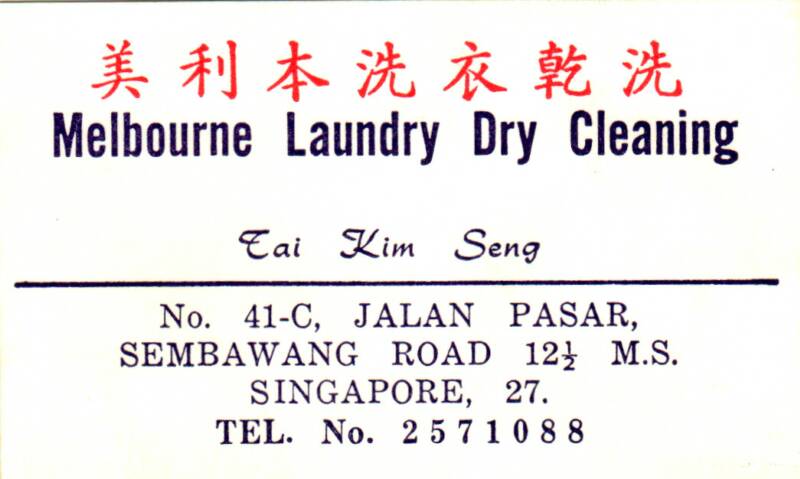 美利本洗衣乾洗
Melbourne Laundry Dry Cleaning
Tai Kim Seng
No. 41-C, JALAN PASAR,
SEMBAWANG ROAD 12½ M.S.
SINGAPORE, 27.
TEL. No. 2571088